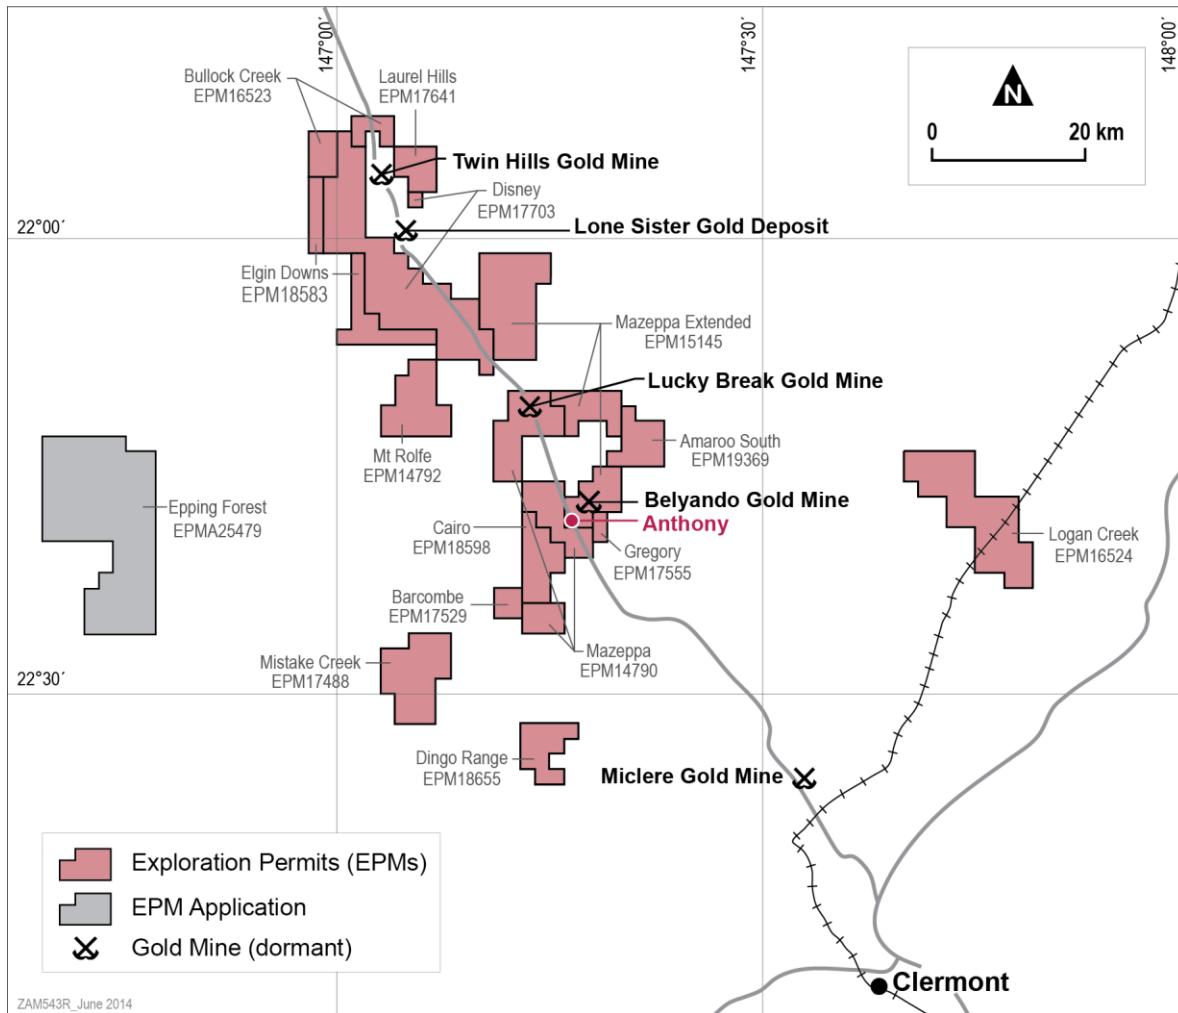 147°00´
147°30´
148°00´
Bullock Creek
EPM16523
Laurel Hills
EPM17641
N
0
20 km
Twin Hills Gold Mine
Disney
EPM17703
Lone Sister Gold Deposit
22°00´
Elgin Downs
EPM18583
Mazeppa Extended
EPM15145
Lucky Break Gold Mine
Mt Rolfe
EPM14792
Amaroo South
EPM19369
Epping Forest
EPMA25479
Belyando Gold Mine
Anthony
Cairo
EPM18598
Gregory
EPM17555
Logan Creek
EPM16524
Barcombe
EPM17529
Mazeppa
EPM14790
Mistake Creek
EPM17488
22°30´
Dingo Range
EPM18655
Miclere Gold Mine
Exploration Permits (EPMs)
EPM Application
Gold Mine (dormant)
Clermont
ZAM543R_June 2014